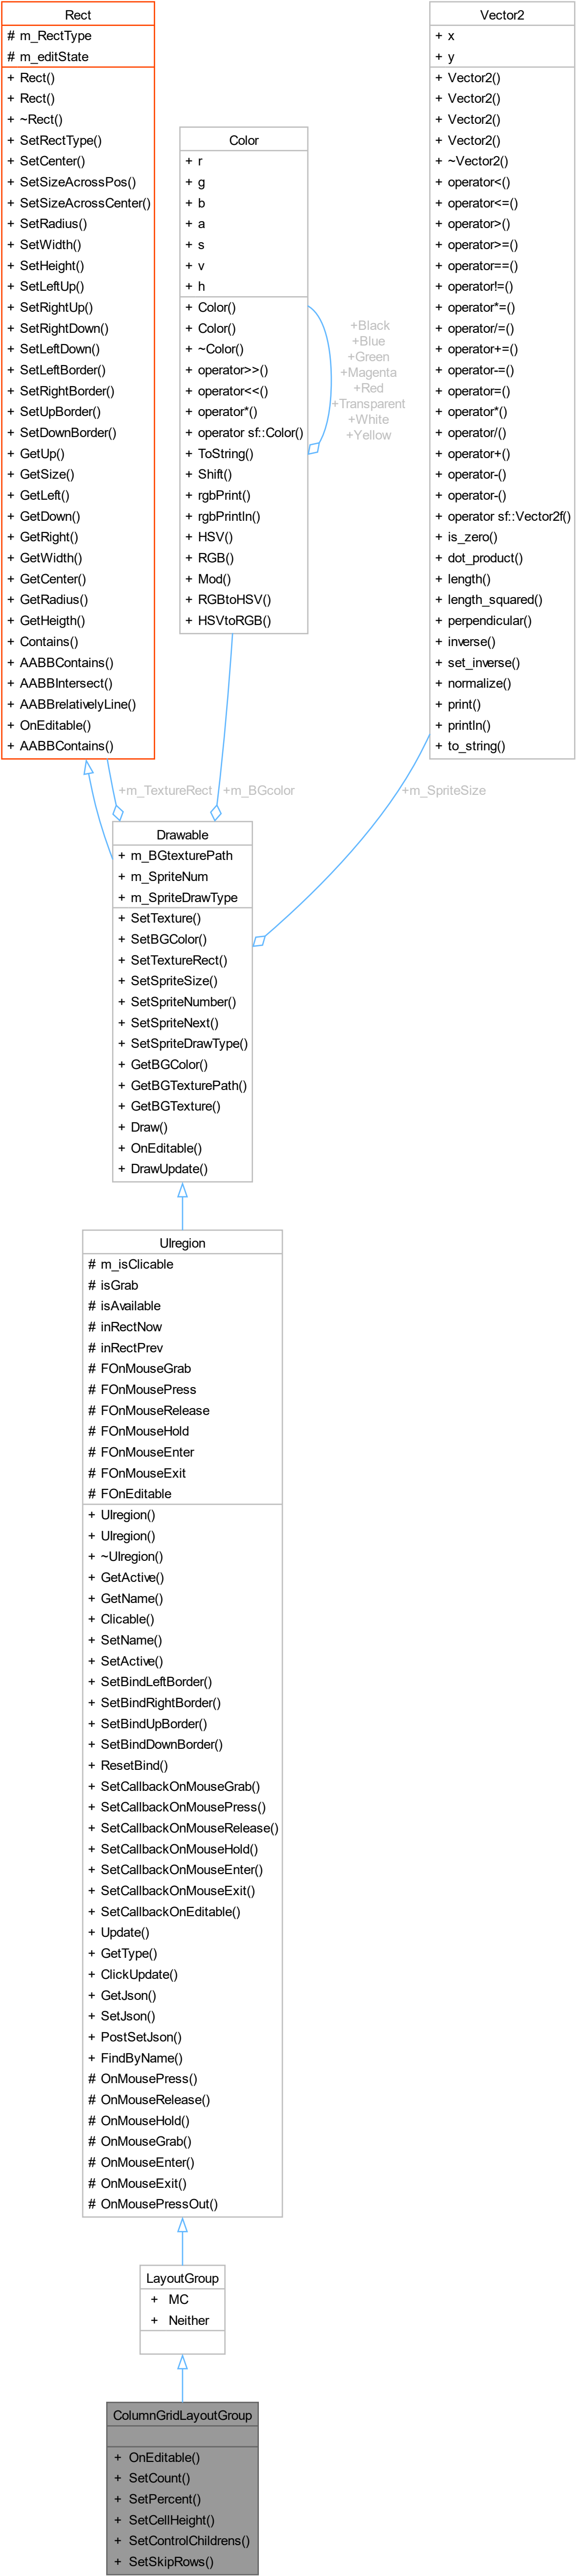 Rect
# m_RectType
# m_editState
+ Rect()
+ Rect()
+ ~Rect()
+ SetRectType()
+ SetCenter()
+ SetSizeAcrossPos()
+ SetSizeAcrossCenter()
+ SetRadius()
+ SetWidth()
+ SetHeight()
+ SetLeftUp()
+ SetRightUp()
+ SetRightDown()
+ SetLeftDown()
+ SetLeftBorder()
+ SetRightBorder()
+ SetUpBorder()
+ SetDownBorder()
+ GetUp()
+ GetSize()
+ GetLeft()
+ GetDown()
+ GetRight()
+ GetWidth()
+ GetCenter()
+ GetRadius()
+ GetHeigth()
+ Contains()
+ AABBContains()
+ AABBIntersect()
+ AABBrelativelyLine()
+ OnEditable()
+ AABBContains()
Color
+ r
+ g
+ b
+ a
+ s
+ v
+ h
+ Color()
+ Color()
+ ~Color()
+ operator>>()
+ operator<<()
+ operator*()
+ operator sf::Color()
+ ToString()
+ Shift()
+ rgbPrint()
+ rgbPrintln()
+ HSV()
+ RGB()
+ Mod()
+ RGBtoHSV()
+ HSVtoRGB()
+Black
+Blue
+Green
+Magenta
+Red
+Transparent
+White
+Yellow
Vector2
+ x
+ y
+ Vector2()
+ Vector2()
+ Vector2()
+ Vector2()
+ ~Vector2()
+ operator<()
+ operator<=()
+ operator>()
+ operator>=()
+ operator==()
+ operator!=()
+ operator*=()
+ operator/=()
+ operator+=()
+ operator-=()
+ operator=()
+ operator*()
+ operator/()
+ operator+()
+ operator-()
+ operator-()
+ operator sf::Vector2f()
+ is_zero()
+ dot_product()
+ length()
+ length_squared()
+ perpendicular()
+ inverse()
+ set_inverse()
+ normalize()
+ print()
+ println()
+ to_string()
+m_TextureRect
+m_BGcolor
+m_SpriteSize
Drawable
+ m_BGtexturePath
+ m_SpriteNum
+ m_SpriteDrawType
+ SetTexture()
+ SetBGColor()
+ SetTextureRect()
+ SetSpriteSize()
+ SetSpriteNumber()
+ SetSpriteNext()
+ SetSpriteDrawType()
+ GetBGColor()
+ GetBGTexturePath()
+ GetBGTexture()
+ Draw()
+ OnEditable()
+ DrawUpdate()
UIregion
# m_isClicable
# isGrab
# isAvailable
# inRectNow
# inRectPrev
# FOnMouseGrab
# FOnMousePress
# FOnMouseRelease
# FOnMouseHold
# FOnMouseEnter
# FOnMouseExit
# FOnEditable
+ UIregion()
+ UIregion()
+ ~UIregion()
+ GetActive()
+ GetName()
+ Clicable()
+ SetName()
+ SetActive()
+ SetBindLeftBorder()
+ SetBindRightBorder()
+ SetBindUpBorder()
+ SetBindDownBorder()
+ ResetBind()
+ SetCallbackOnMouseGrab()
+ SetCallbackOnMousePress()
+ SetCallbackOnMouseRelease()
+ SetCallbackOnMouseHold()
+ SetCallbackOnMouseEnter()
+ SetCallbackOnMouseExit()
+ SetCallbackOnEditable()
+ Update()
+ GetType()
+ ClickUpdate()
+ GetJson()
+ SetJson()
+ PostSetJson()
+ FindByName()
# OnMousePress()
# OnMouseRelease()
# OnMouseHold()
# OnMouseGrab()
# OnMouseEnter()
# OnMouseExit()
# OnMousePressOut()
LayoutGroup
+ MC
+ Neither
ColumnGridLayoutGroup
+ OnEditable()
+ SetCount()
+ SetPercent()
+ SetCellHeight()
+ SetControlChildrens()
+ SetSkipRows()